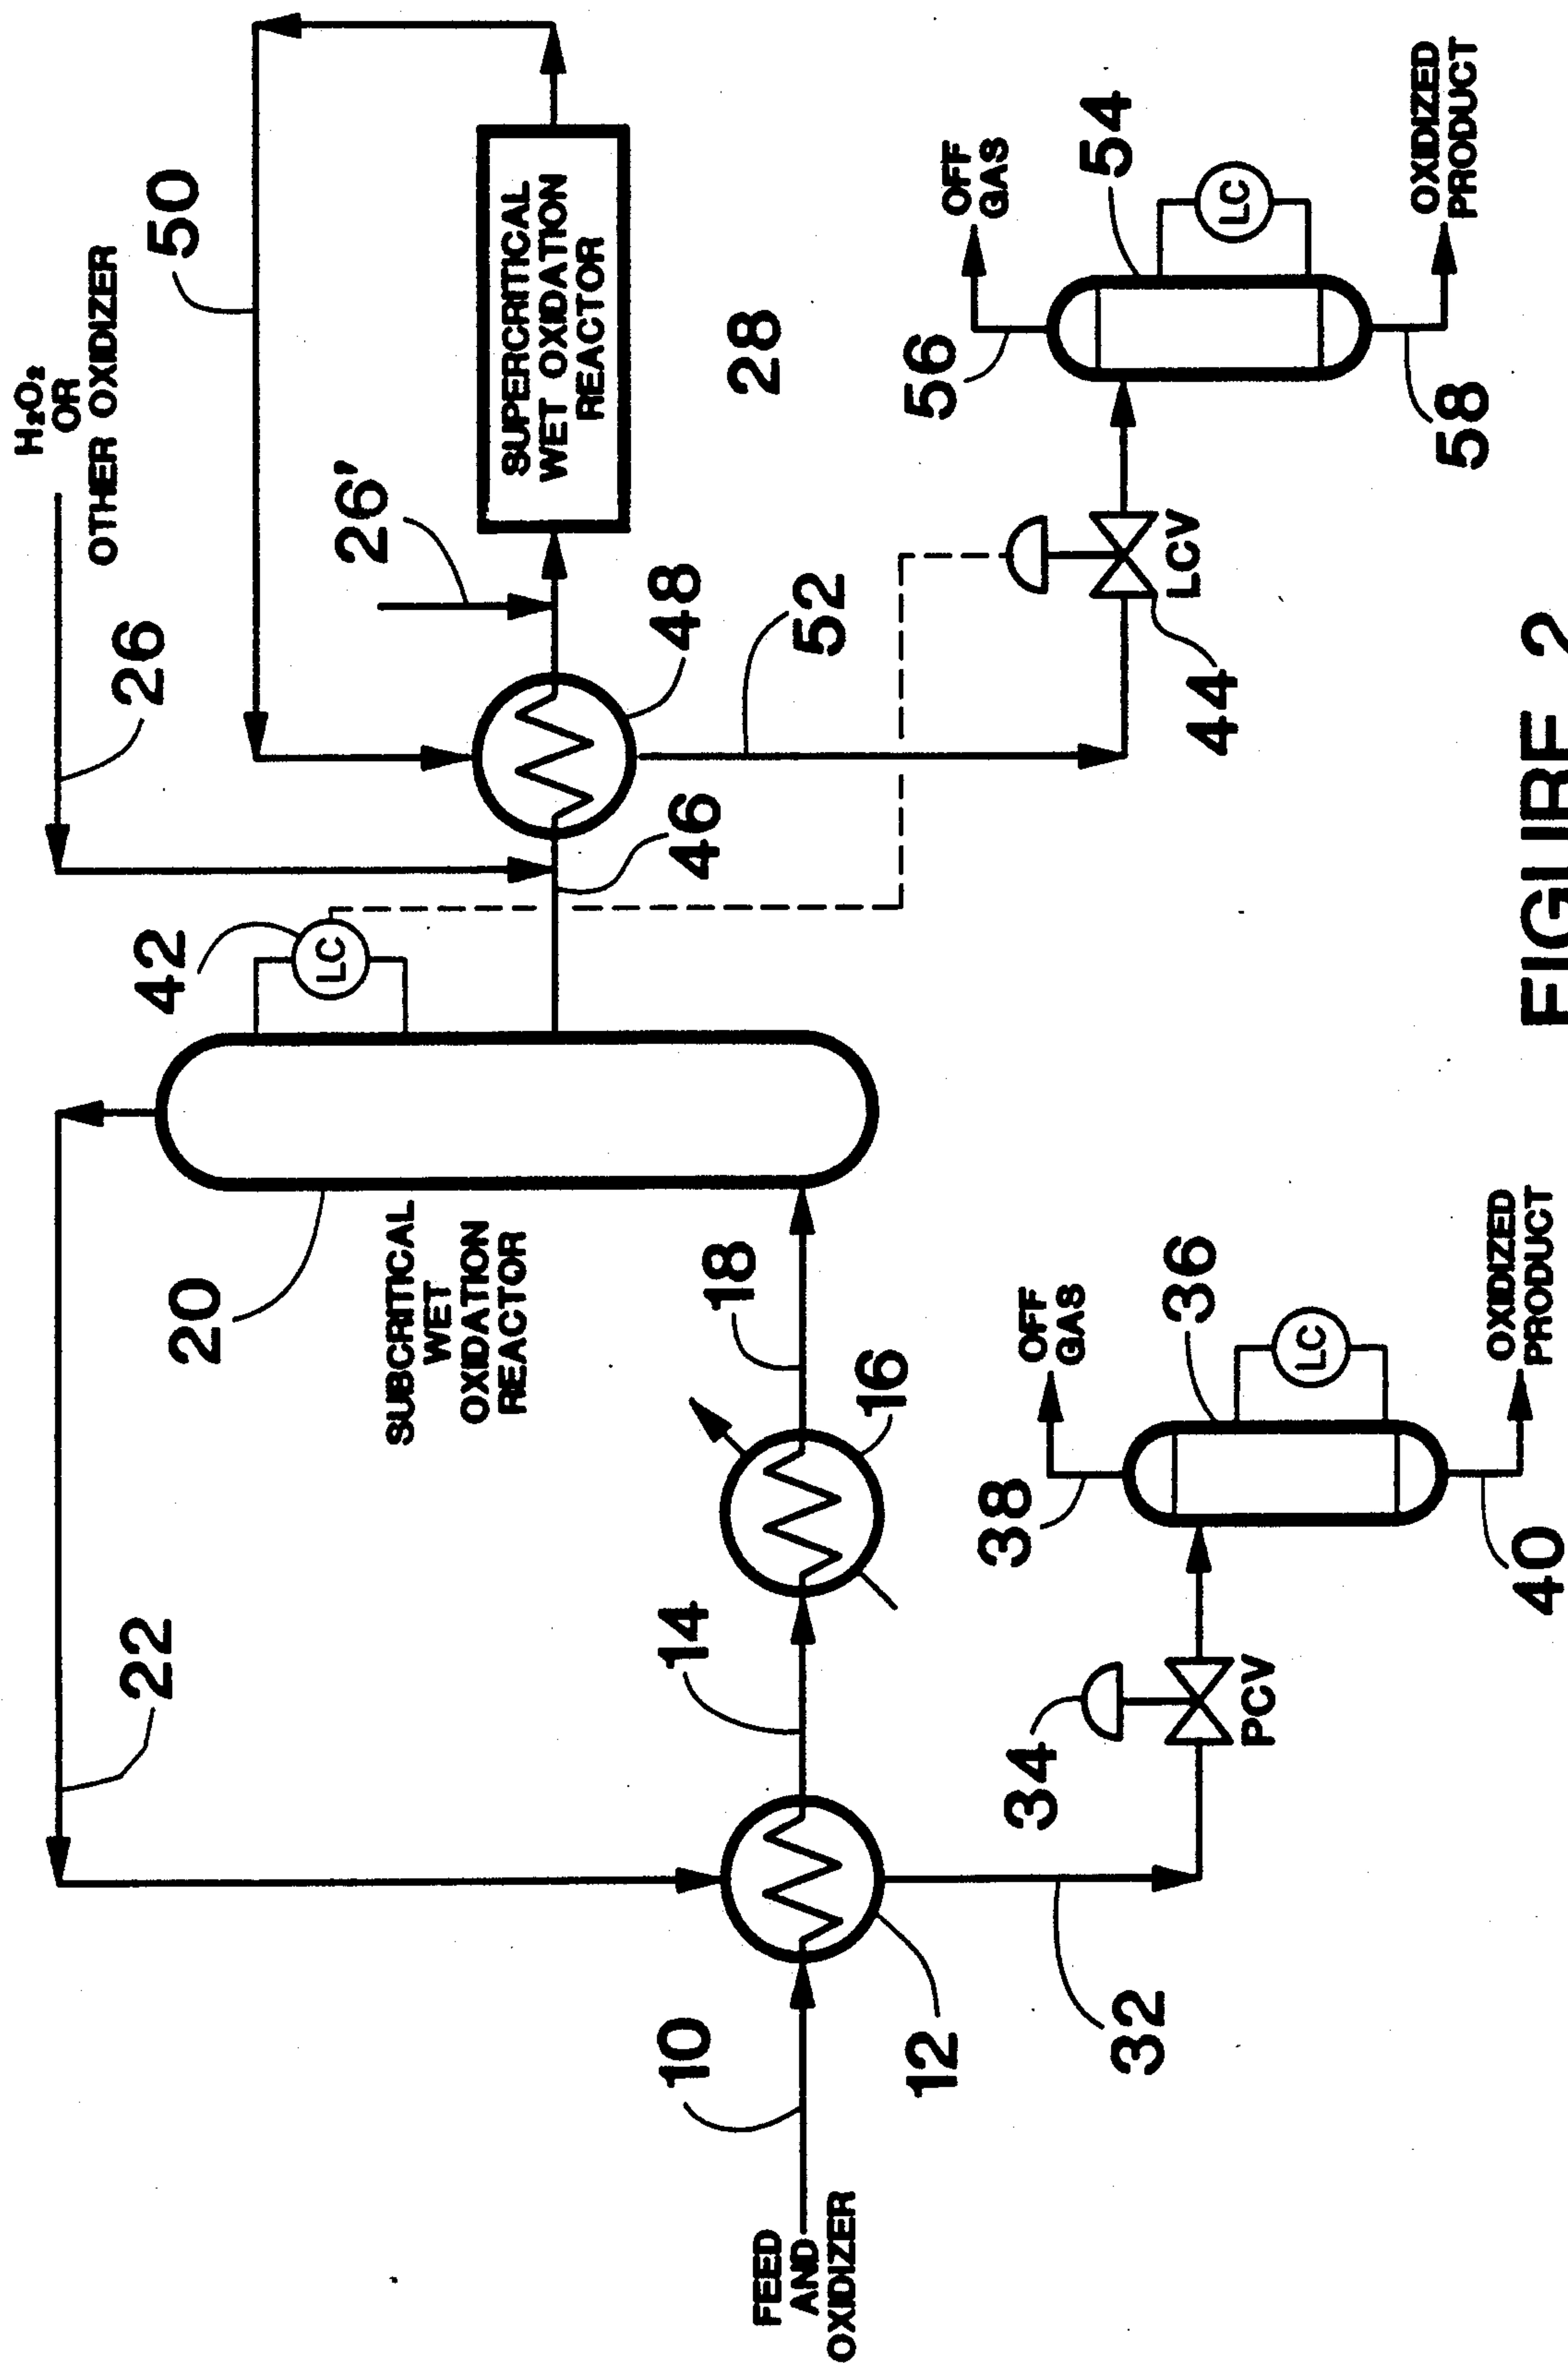 H₂O₂
OR
OTHER OXIDIZER
26
50
22
20
42
LC
26'
SUBCRITICAL
WET
OXIDATION
REACTOR
SUPERCRITICAL
WET OXIDATION
REACTOR
46
48
28
10
14
18
12
16
52
FEED
AND
OXIDIZER
32
34
PCV
38
OFF
GAS
36
LC
40
OXIDIZED
PRODUCT
44
LCV
56
OFF
GAS
54
LC
58
OXIDIZED
PRODUCT
FIGURE 2